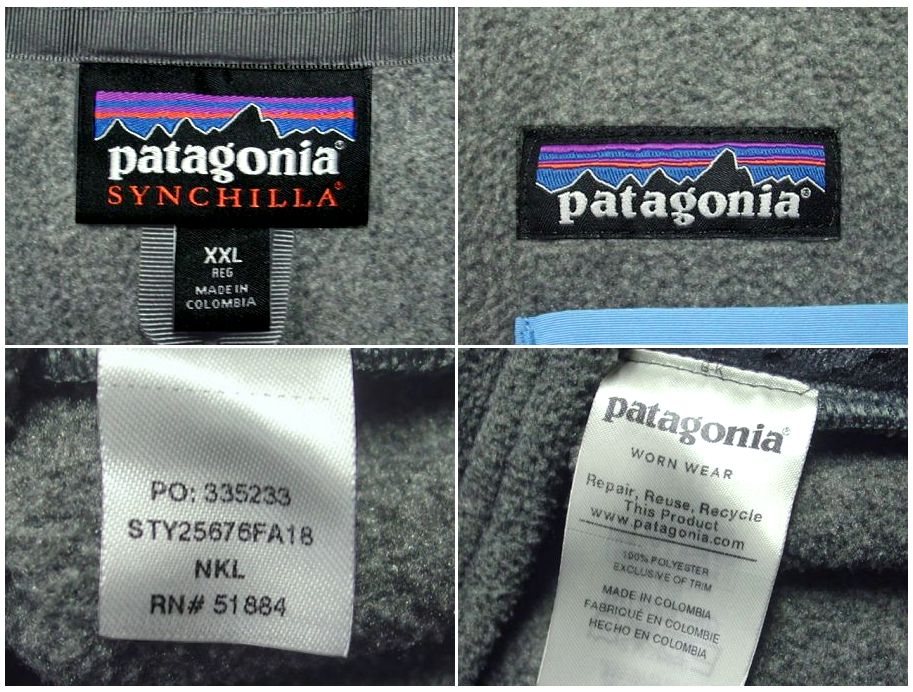 patagonia®
SYNCHILLA®
XXL
REG
MADE IN
COLOMBIA
patagonia®
PO: 335233
STY25676FA18
NKL
RN# 51884
BK
patagonia®
WORN WEAR
Repair, Reuse, Recycle
This Product
www.patagonia.com
100% POLYESTER
EXCLUSIVE OF TRIM
MADE IN COLOMBIA
FABRIQUÉ EN COLOMBIE
HECHO EN COLOMBIA